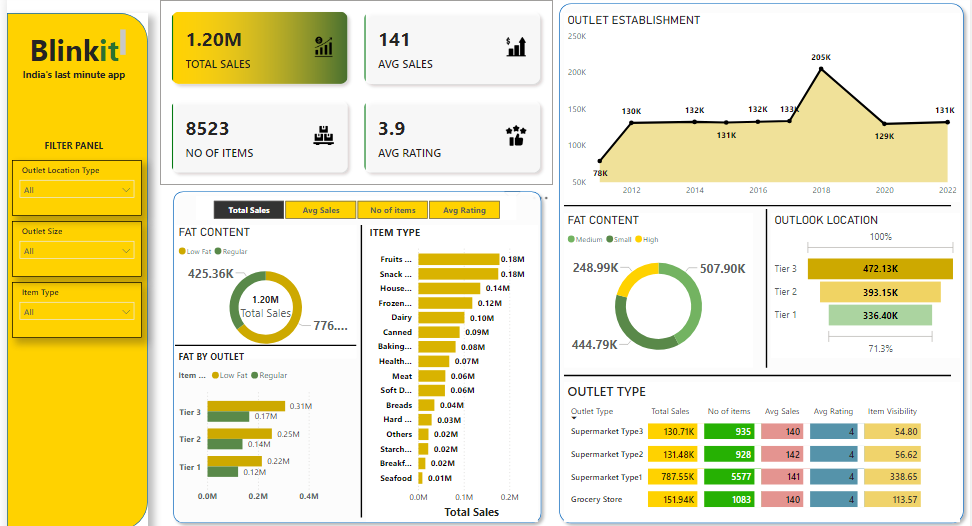 Blinkit
India's last minute app
FILTER PANEL
Outlet Location Type
All
Outlet Size
All
Item Type
All
1.20M
TOTAL SALES
141
AVG SALES
8523
NO OF ITEMS
3.9
AVG RATING
Total Sales
Avg Sales
No of items
Avg Rating
FAT CONTENT
Low Fat Regular
425.36K
1.20M
Total Sales
776....
FAT BY OUTLET
Item ... Low Fat Regular
Tier 3 0.31M
0.17M
Tier 2 0.25M
0.14M
Tier 1 0.22M
0.12M
0.0M 0.2M 0.4M
ITEM TYPE
Fruits ... 0.18M
Snack ... 0.18M
House... 0.14M
Frozen... 0.12M
Dairy 0.10M
Canned 0.09M
Baking... 0.08M
Health... 0.07M
Meat 0.06M
Soft D... 0.06M
Breads 0.04M
Hard ... 0.03M
Others 0.02M
Starch... 0.02M
Breakf... 0.02M
Seafood 0.01M
0.0M 0.1M 0.2M
Total Sales
OUTLET ESTABLISHMENT
250K
200K
150K
100K
50K
78K
130K
132K
131K
132K
133K
205K
129K
131K
2012 2014 2016 2018 2020 2022
FAT CONTENT
Medium Small High
248.99K
507.90K
444.79K
OUTLOOK LOCATION
100%
Tier 3 472.13K
Tier 2 393.15K
Tier 1 336.40K
71.3%
OUTLET TYPE
Outlet Type Total Sales No of items Avg Sales Avg Rating Item Visibility
Supermarket Type3 130.71K 935 140 4 54.80
Supermarket Type2 131.48K 928 142 4 56.62
Supermarket Type1 787.55K 5577 141 4 338.65
Grocery Store 151.94K 1083 140 4 113.57